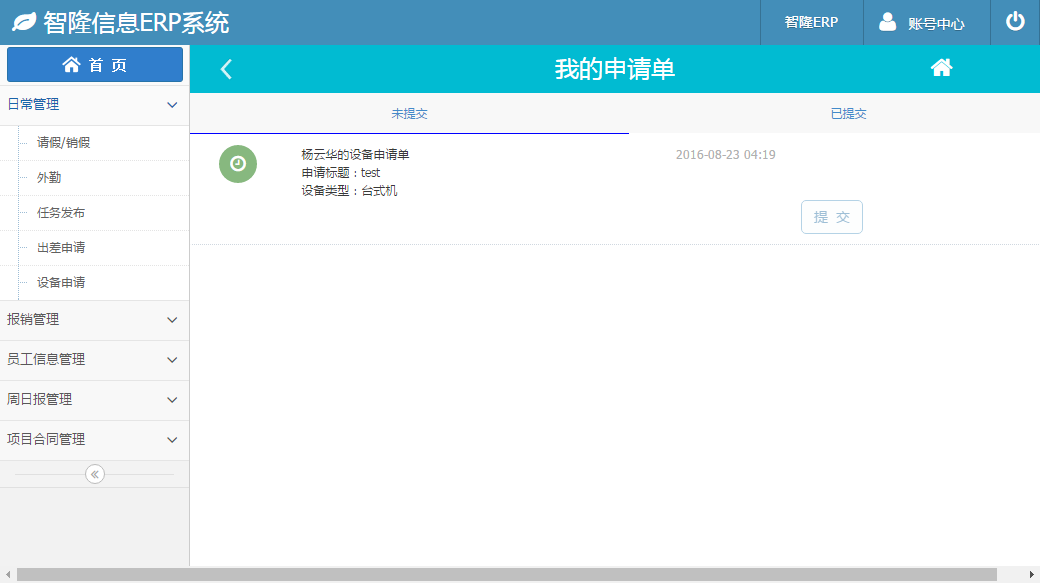 智隆信息ERP系统
智隆ERP
账号中心
首 页
日常管理
请假/销假
外勤
任务发布
出差申请
设备申请
报销管理
员工信息管理
周日报管理
项目合同管理
我的申请单
未提交
已提交
杨云华的设备申请单
2016-08-23 04:19
申请标题：test
设备类型：台式机
提 交